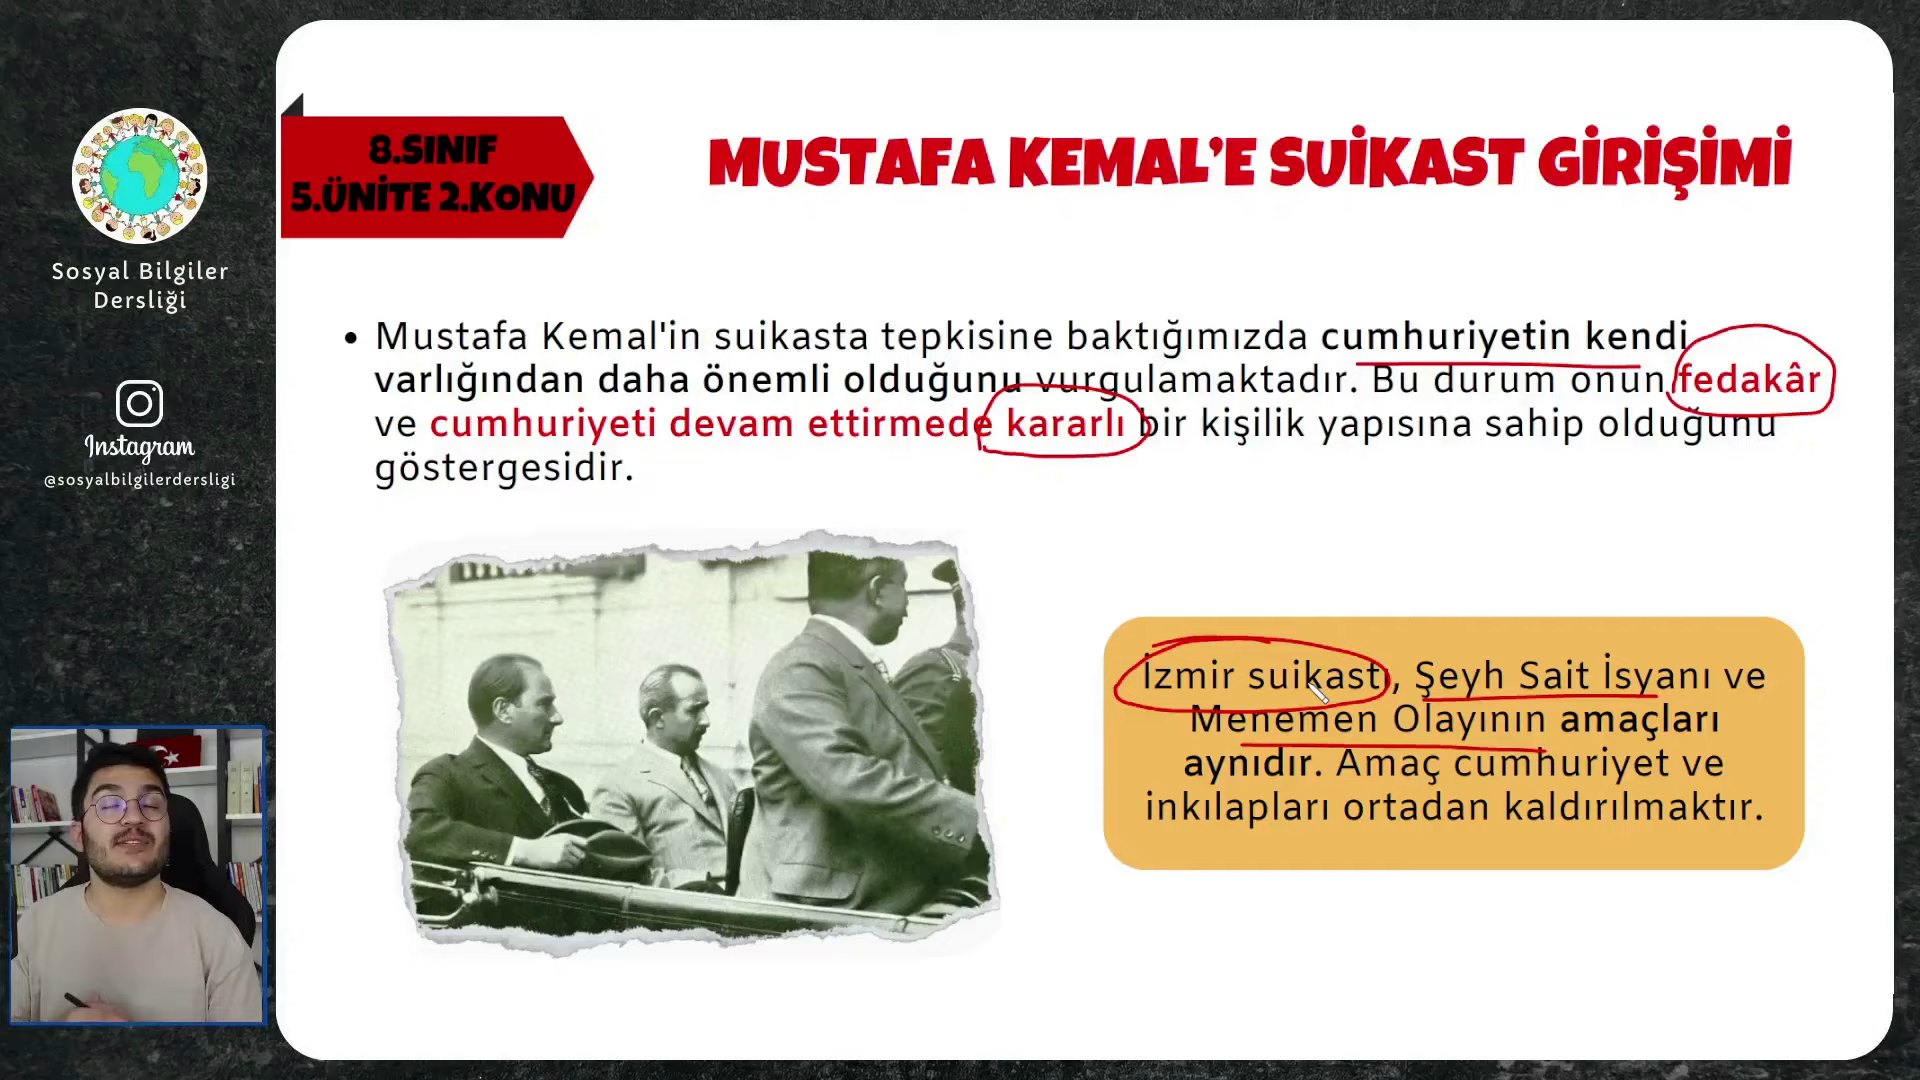 8.SINIF
5.ÜNİTE 2.KONU
MUSTAFA KEMAL'E SUİKAST GİRİŞİMİ
Sosyal Bilgiler
Dersliği
Instagram
@sosyalbilgilerdersligi
• Mustafa Kemal'in suikasta tepkisine baktığımızda cumhuriyetin kendi
varlığından daha önemli olduğunu vurgulamaktadır. Bu durum onun fedakâr
ve cumhuriyeti devam ettirmede kararlı bir kişilik yapısına sahip olduğunu
göstergesidir.
İzmir suikastı, Şeyh Sait İsyanı ve
Menemen Olayının amaçları
aynıdır. Amaç cumhuriyet ve
inkılapları ortadan kaldırılmaktır.